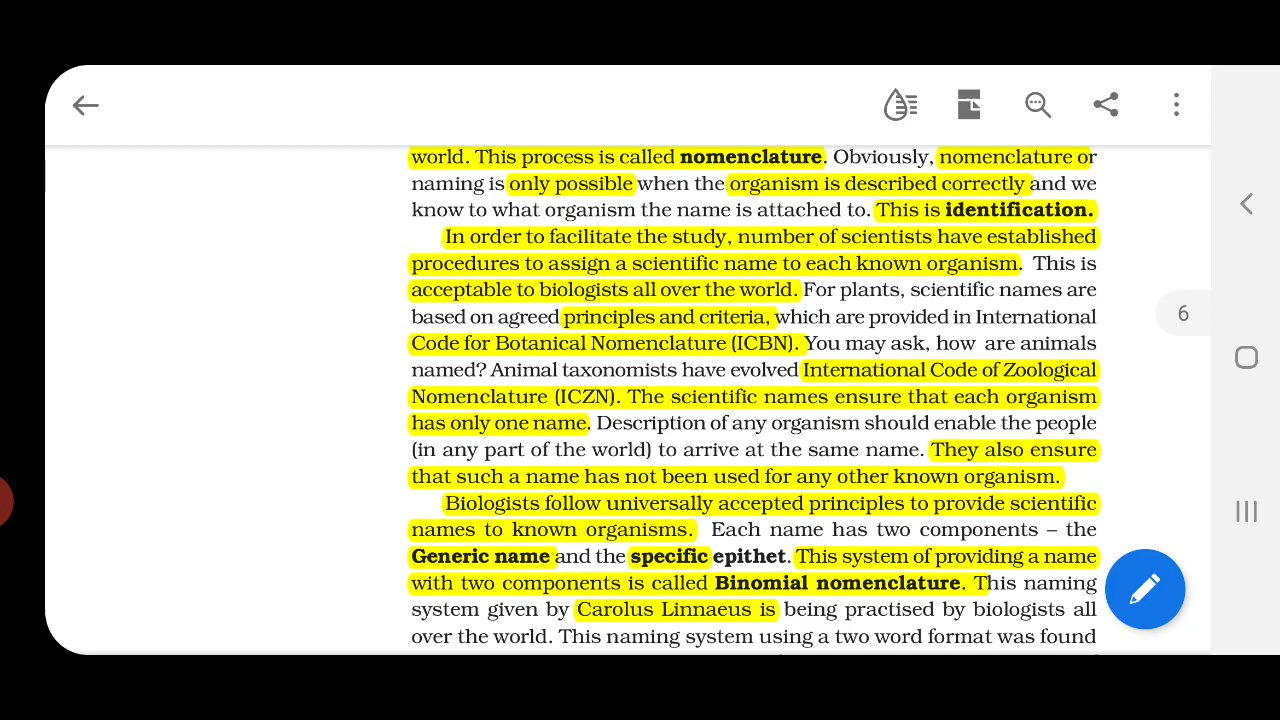 world. This process is called nomenclature. Obviously, nomenclature or
naming is only possible when the organism is described correctly and we
know to what organism the name is attached to. This is identification.
In order to facilitate the study, number of scientists have established
procedures to assign a scientific name to each known organism. This is
acceptable to biologists all over the world. For plants, scientific names are
based on agreed principles and criteria, which are provided in International
Code for Botanical Nomenclature (ICBN). You may ask, how are animals
named? Animal taxonomists have evolved International Code of Zoological
Nomenclature (ICZN). The scientific names ensure that each organism
has only one name. Description of any organism should enable the people
(in any part of the world) to arrive at the same name. They also ensure
that such a name has not been used for any other known organism.
Biologists follow universally accepted principles to provide scientific
names to known organisms. Each name has two components – the
Generic name and the specific epithet. This system of providing a name
with two components is called Binomial nomenclature. This naming
system given by Carolus Linnaeus is being practised by biologists all
over the world. This naming system using a two word format was found
6